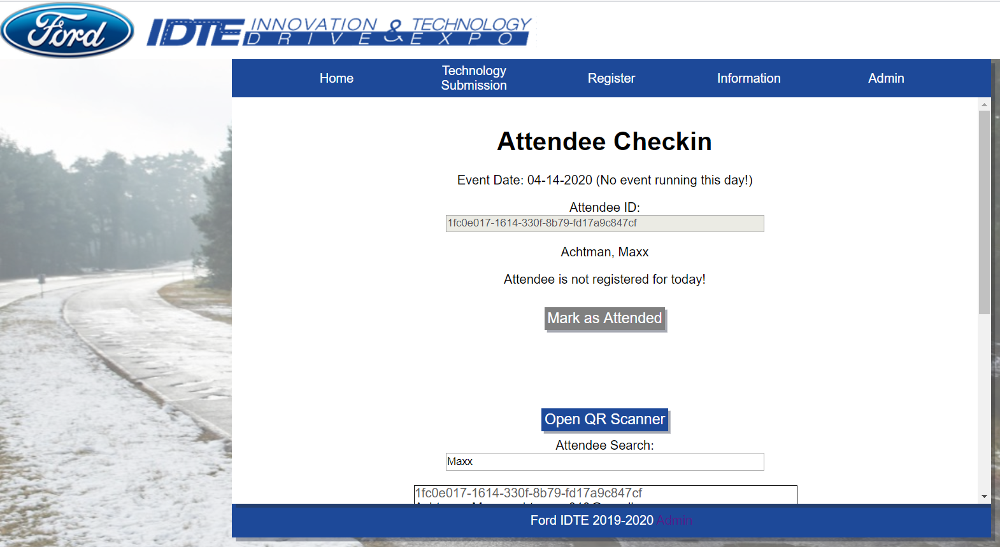 Ford
IDTE INNOVATION & TECHNOLOGY
DRIVE & EXPO
Home
Technology
Submission
Register
Information
Admin
Attendee Checkin
Event Date: 04-14-2020 (No event running this day!)
Attendee ID:
1fc0e017-1614-330f-8b79-fd17a9c847cf
Achtman, Maxx
Attendee is not registered for today!
Mark as Attended
Open QR Scanner
Attendee Search:
Maxx
1fc0e017-1614-330f-8b79-fd17a9c847cf
Ford IDTE 2019-2020 Admin